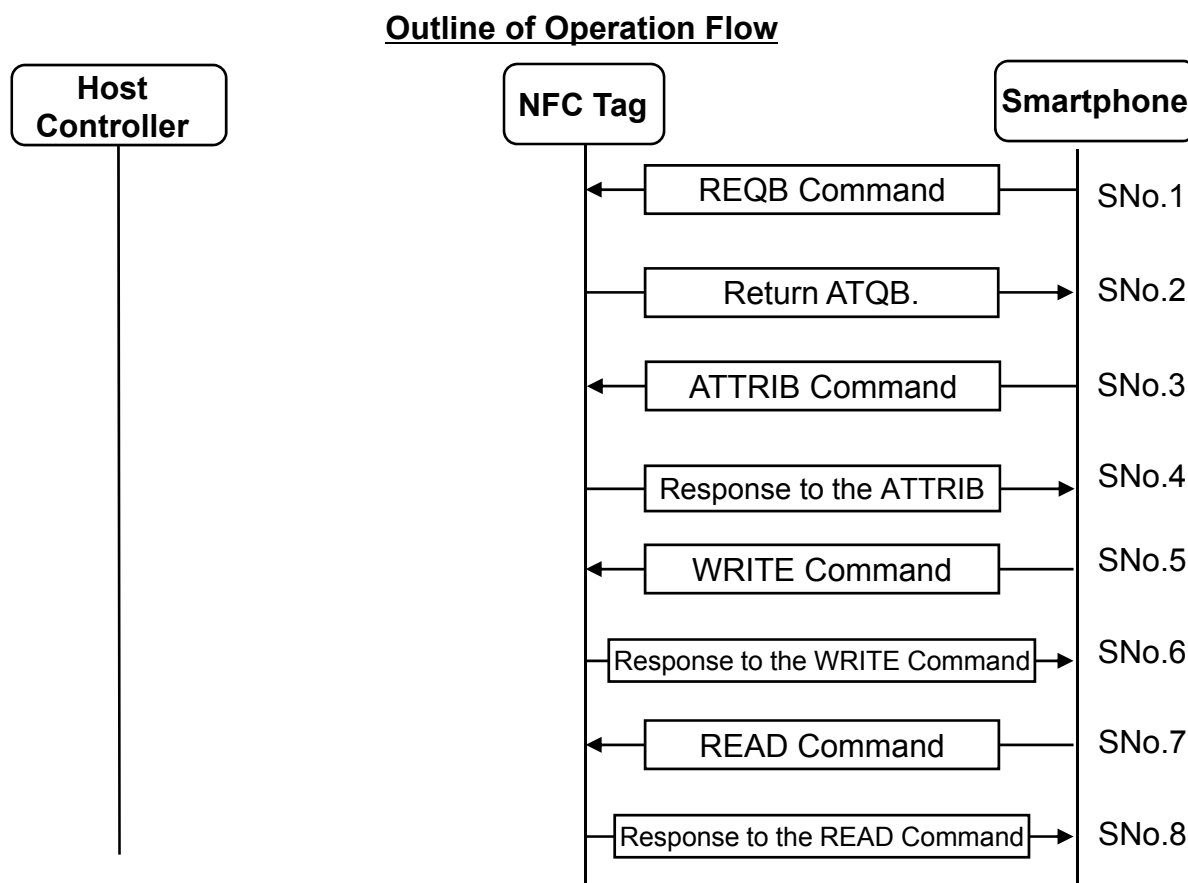 Outline of Operation Flow
Host
Controller
NFC Tag
Smartphone
REQB Command
SNo.1
Return ATQB.
SNo.2
ATTRIB Command
SNo.3
Response to the ATTRIB
SNo.4
WRITE Command
SNo.5
Response to the WRITE Command
SNo.6
READ Command
SNo.7
Response to the READ Command
SNo.8